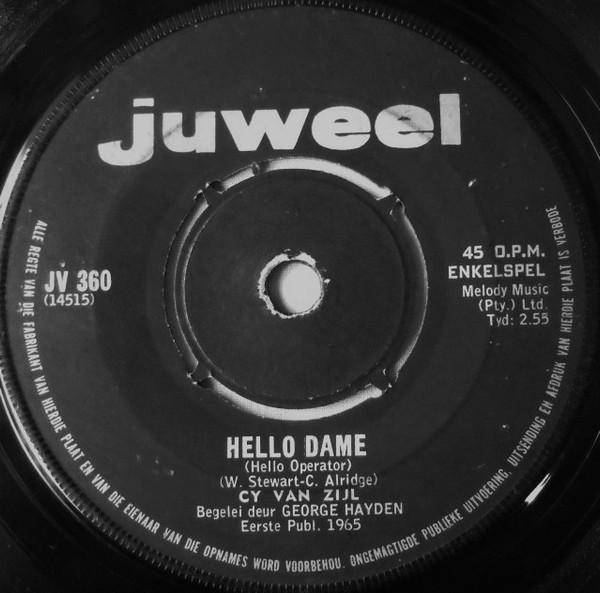 juweel
JV 360
(14515)
45 O.P.M.
ENKELSPEL
Melody Music
(Pty.) Ltd.
Tyd: 2.55
HELLO DAME
(Hello Operator)
(W. Stewart-C. Alridge)
CY VAN ZIJL
Begelei deur GEORGE HAYDEN
Eerste Publ. 1965
ALLE REGTE VAN DIE FABRIKANT VAN HIERDIE PLAAT EN VAN DIE EIENAAR VAN DIE OPNAMES WORD VOORBEHOU. ONGEMAGTIGDE PUBLIEKE UITVOERING, UITSENDING EN AFDRUK VAN HIERDIE PLAAT IS VERBODE